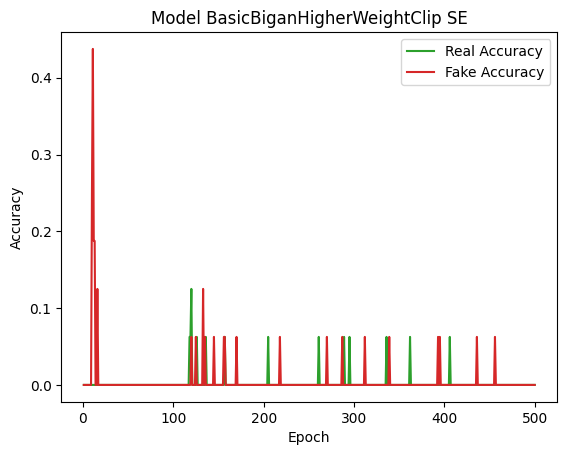 Model BasicBiganHigherWeightClip SE
Real Accuracy
Fake Accuracy
Accuracy
0.4
0.3
0.2
0.1
0.0
0 100 200 300 400 500
Epoch